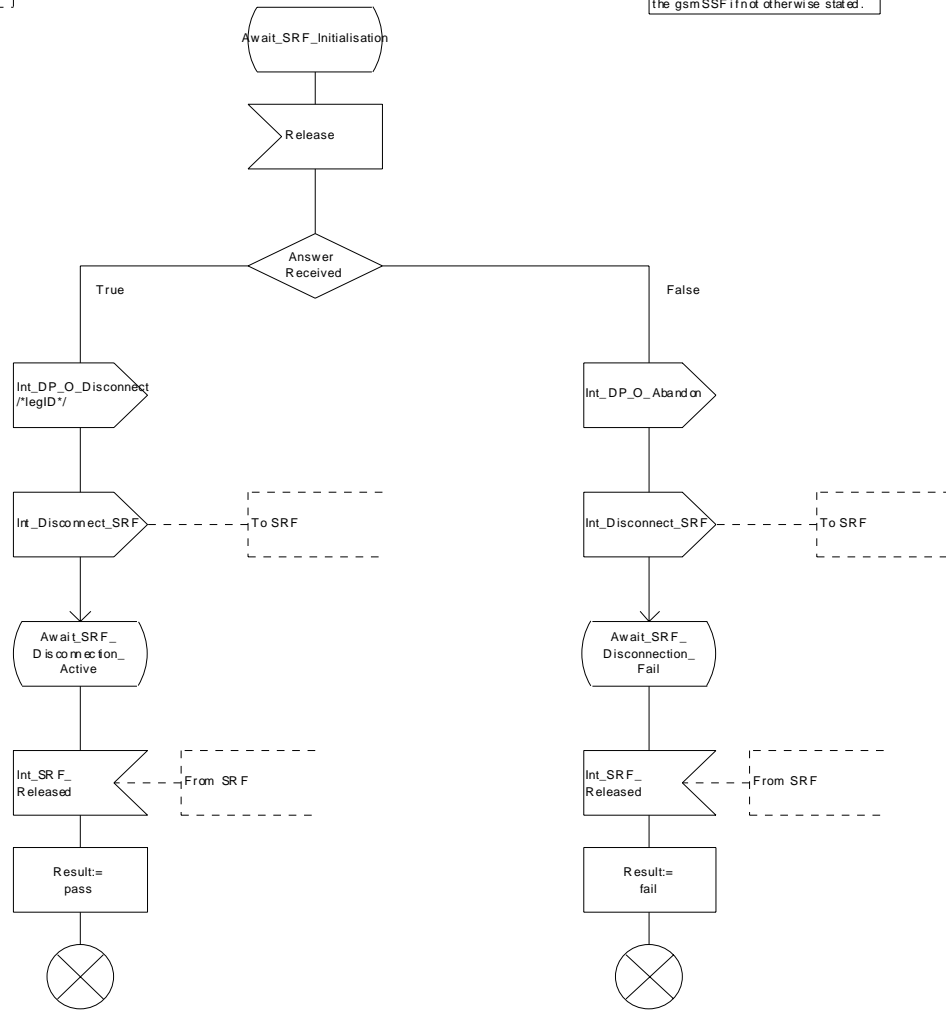 the gsmSSF if not otherwise stated.
Await_SRF_Initialisation
Release
Answer
Received
True
False
Int_DP_O_Disconnect
/*legID*/
Int_DP_O_Abandon
Int_Disconnect_SRF
To SRF
Int_Disconnect_SRF
To SRF
Await_SRF_
Disconnection_
Active
Await_SRF_
Disconnection_
Fail
Int_SRF_
Released
From SRF
Int_SRF_
Released
From SRF
Result:=
pass
Result:=
fail